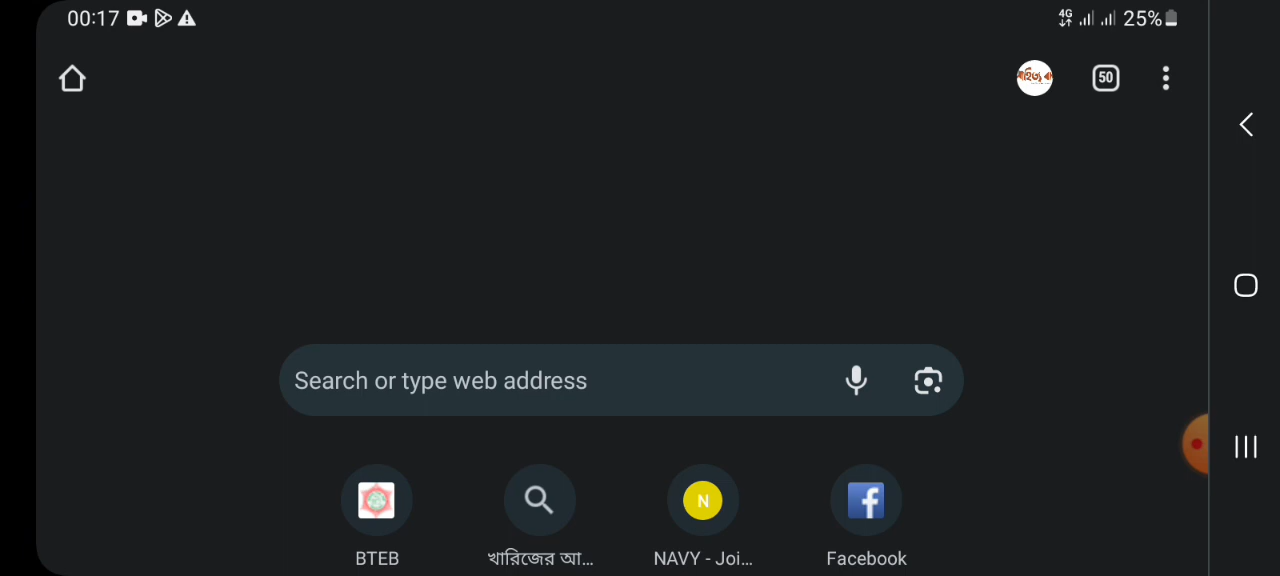 00:17 4G 25%
50
Search or type web address
N
BTEB খারিজের আ... NAVY - Joi... Facebook